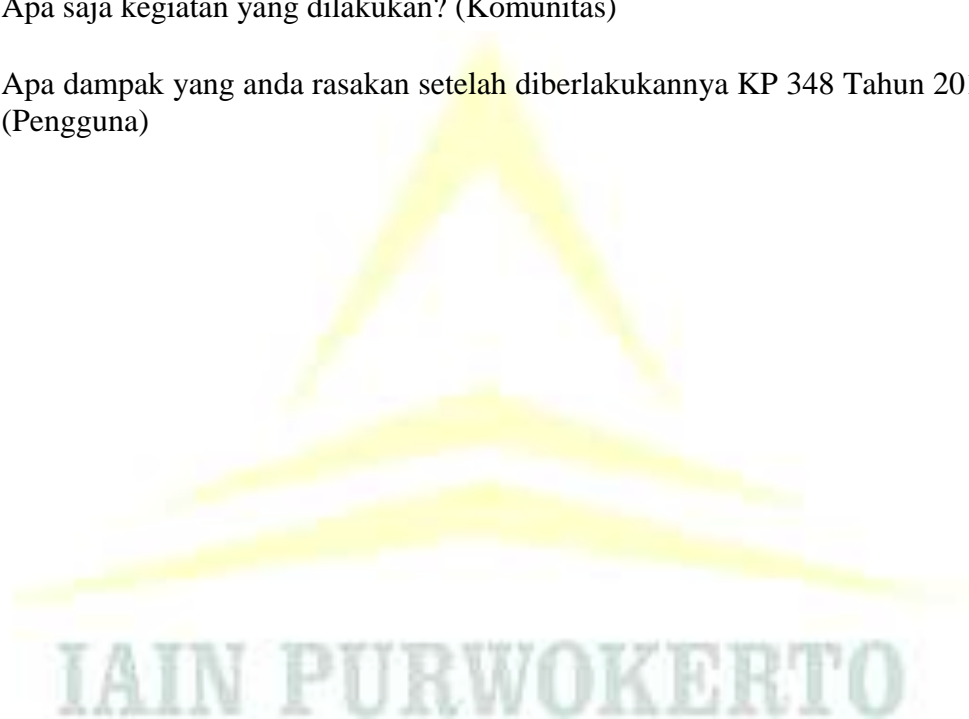 Apa saja kegiatan yang dilakukan? (Komunitas)
Apa dampak yang anda rasakan setelah diberlakukannya KP 348 Tahun
(Pengguna)
IAIN PURWOKERTO